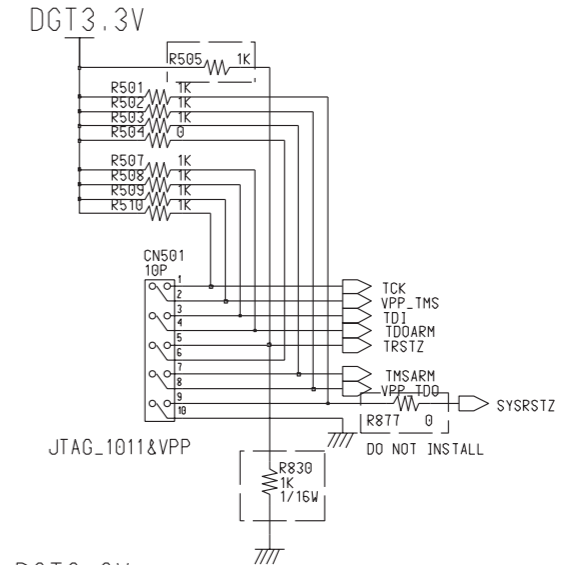 DGT3.3V
R505 1K
R501 1K
R502 1K
R503 1K
R504 0
R507 1K
R508 1K
R509 1K
R510 1K
CN501
10P
1
2
3
4
5
6
7
8
9
10
TCK
VPP_TMS
TDI
TDOARM
TRSTZ
TMSARM
VPP_TDO
SYSRSTZ
R877 0
DO NOT INSTALL
JTAG_1011&VPP
R830
1K
1/16W